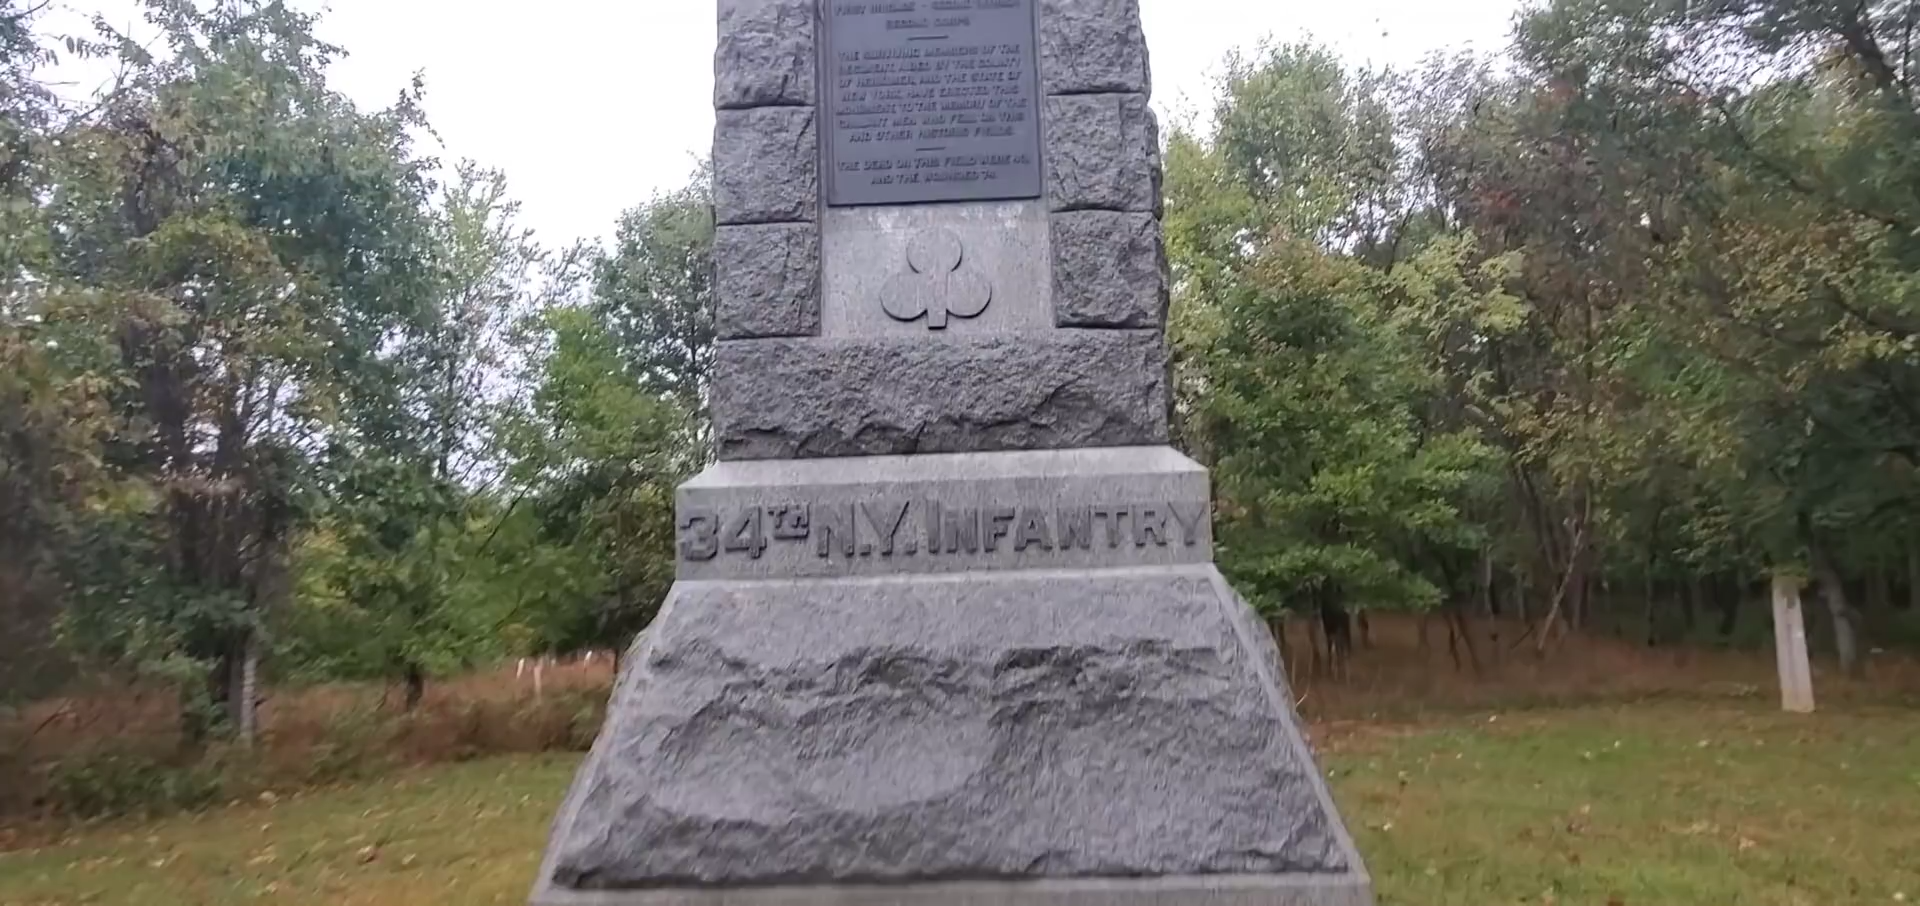 FIRST BRIGADE - SECOND DIVISION
SECOND CORPS.
THE SURVIVING MEMBERS OF THE
REGIMENT, AIDED BY THE COUNTY
OF HERKIMER, AND THE STATE OF
NEW YORK, HAVE ERECTED THIS
MONUMENT TO THE MEMORY OF THE
GALLANT MEN WHO FELL ON THIS
AND OTHER HISTORIC FIELDS.
THE DEAD ON THIS FIELD WERE
AND THE WOUNDED 74.
34TH N.Y. INFANTRY